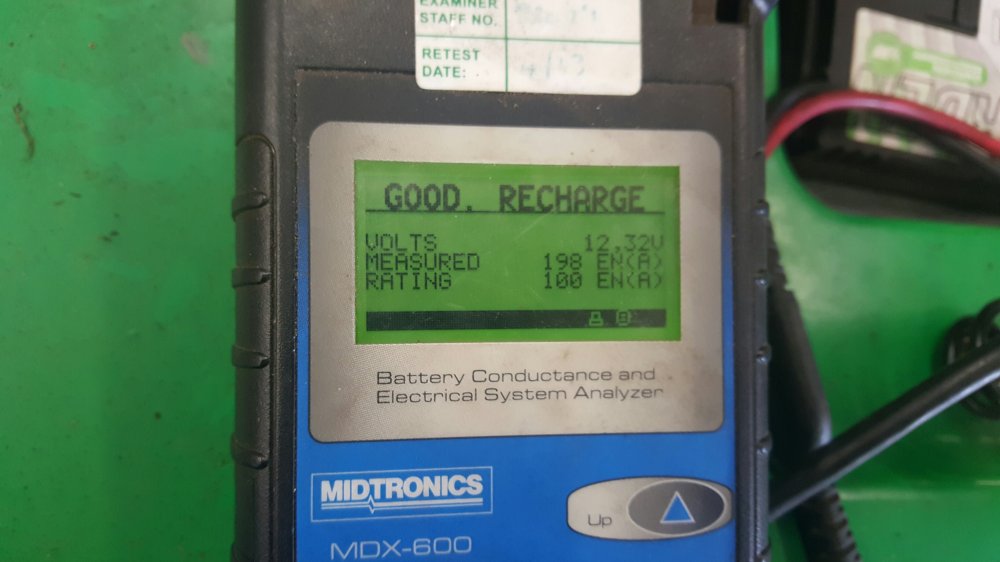 EXAMINER
STAFF NO.
RETEST
DATE:
GOOD. RECHARGE
VOLTS 12.32V
MEASURED 198 EN(A)
RATING 100 EN(A)
Battery Conductance and
Electrical System Analyzer
MIDTRONICS
Up
MDX-600